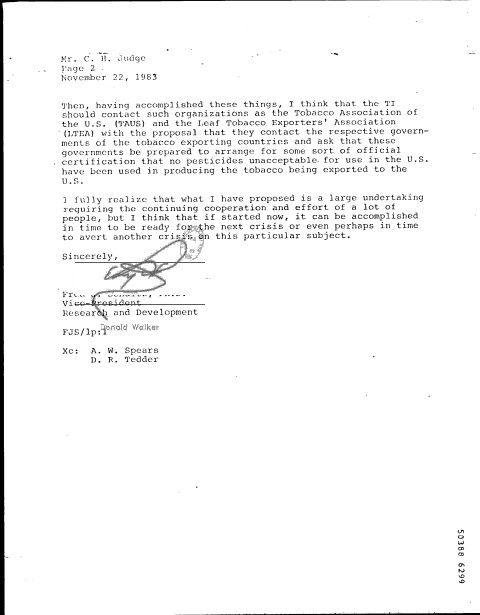 Mr. C. H. Judge
Page 2
November 22, 1983
Then, having accomplished these things, I think that the TI
should contact such organizations as the Tobacco Association of
the U.S. (TAUS) and the Leaf Tobacco Exporters' Association
(LTEA) with the proposal that they contact the respective govern-
ments of the tobacco exporting countries and ask that these
governments be prepared to arrange for some sort of official
certification that no pesticides unacceptable for use in the U.S.
have been used in producing the tobacco being exported to the
U.S.
I fully realize that what I have proposed is a large undertaking
requiring the continuing cooperation and effort of a lot of
people, but I think that if started now, it can be accomplished
in time to be ready for the next crisis or even perhaps in time
to avert another crisis on this particular subject.
Sincerely,
Vice-President
Research and Development
Donald Walker
FJS/lp:
Xc: A. W. Spears
D. R. Tedder
50388 6299